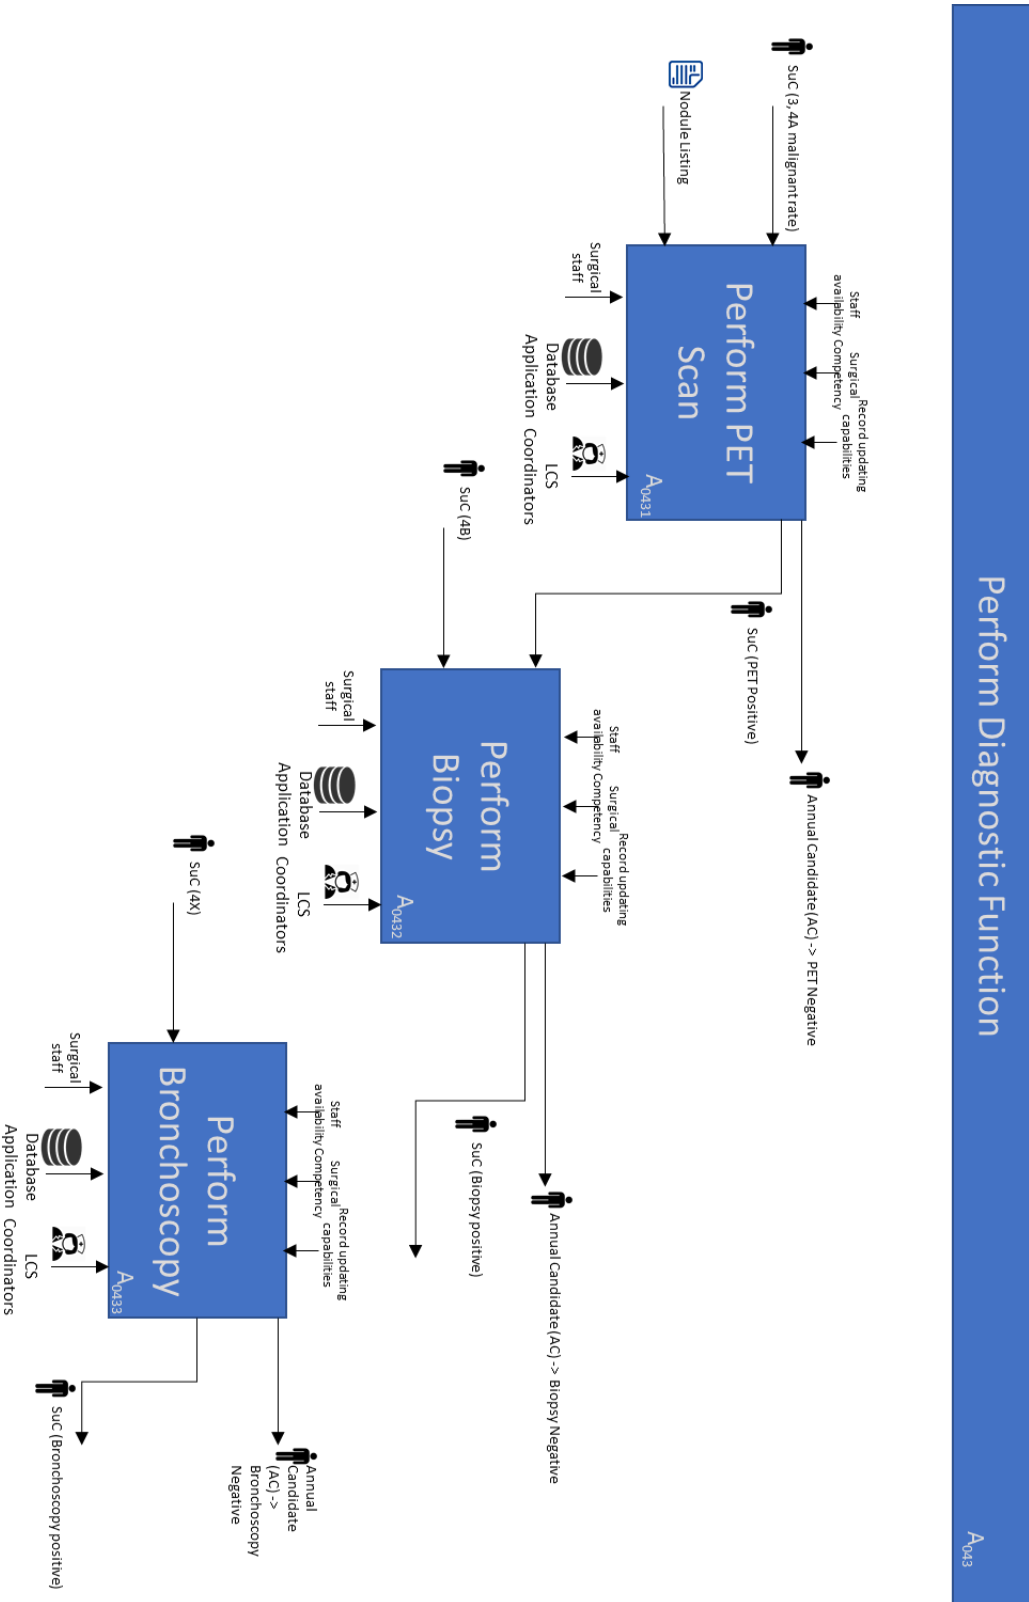 Perform Diagnostic Function
A043
SuC (3, 4A malignant rate)
Nodule Listing
Staff
availability
Surgical
Competency
Record updating
capabilities
Perform PET
Scan
A0431
Surgical
staff
Database
Application
LCS
Coordinators
Annual Candidate (AC) -> PET Negative
SuC (PET Positive)
SuC (4B)
Staff
availability
Surgical
Competency
Record updating
capabilities
Perform
Biopsy
A0432
Surgical
staff
Database
Application
LCS
Coordinators
Annual Candidate (AC) -> Biopsy Negative
SuC (Biopsy positive)
SuC (4X)
Staff
availability
Surgical
Competency
Record updating
capabilities
Perform
Bronchoscopy
A0433
Surgical
staff
Database
Application
LCS
Coordinators
Annual
Candidate
(AC) ->
Bronchoscopy
Negative
SuC (Bronchoscopy positive)